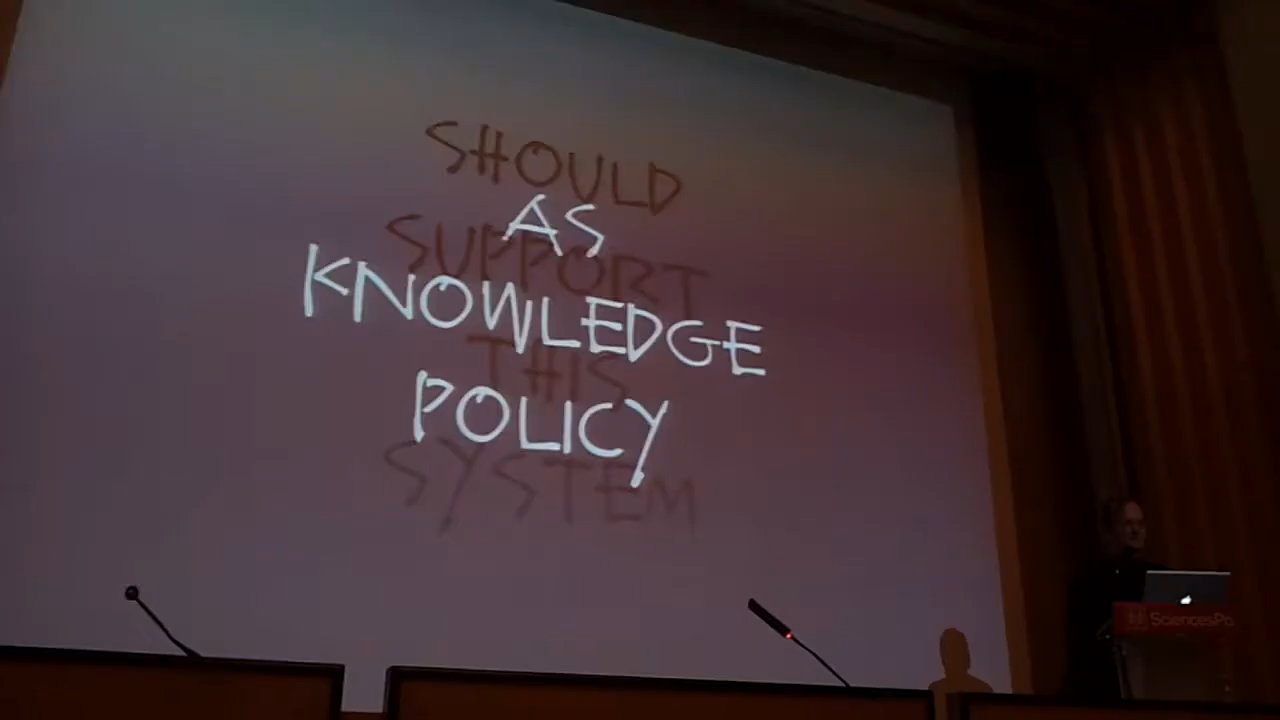 SHOULD
AS
SUPPORT
KNOWLEDGE
THIS
POLICY
SYSTEM
SciencesPo